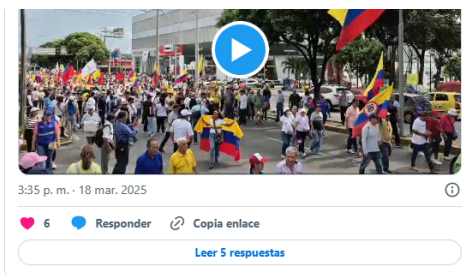 3:35 p. m. · 18 mar. 2025
6 Responder Copia enlace
Leer 5 respuestas